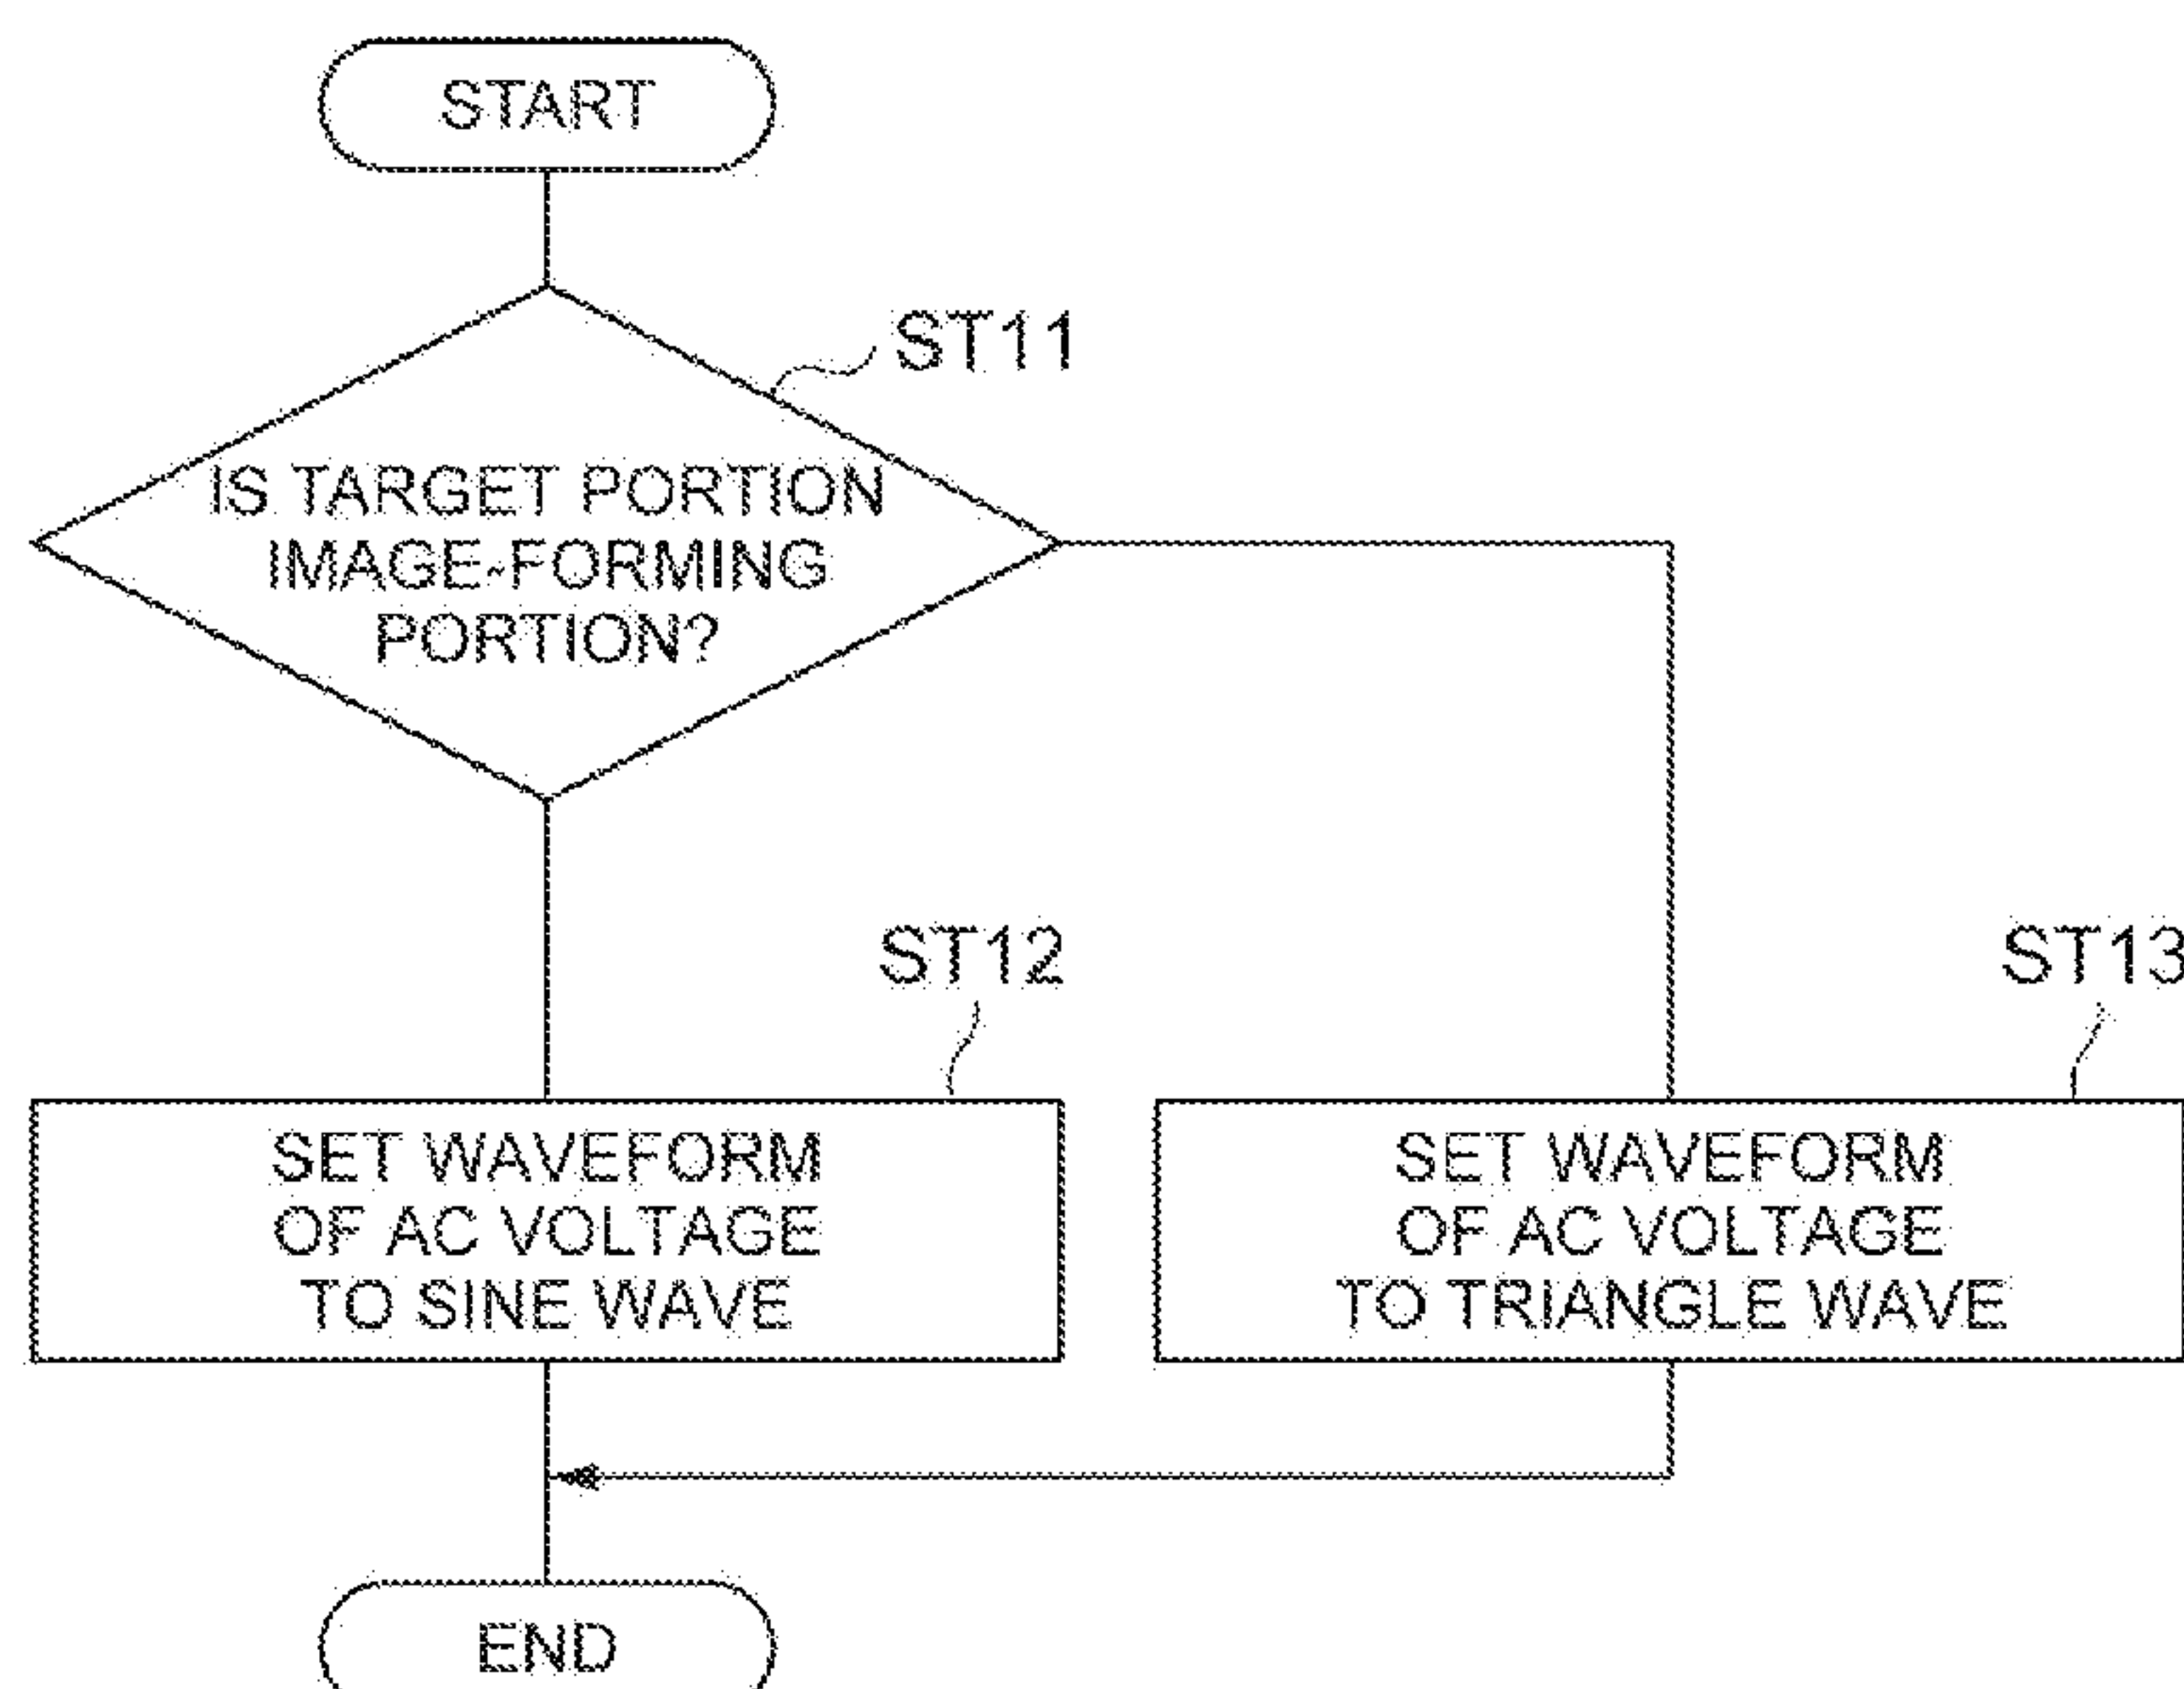 START
ST11
IS TARGET PORTION
IMAGE-FORMING
PORTION?
ST12
ST13
SET WAVEFORM
OF AC VOLTAGE
TO SINE WAVE
SET WAVEFORM
OF AC VOLTAGE
TO TRIANGLE WAVE
END